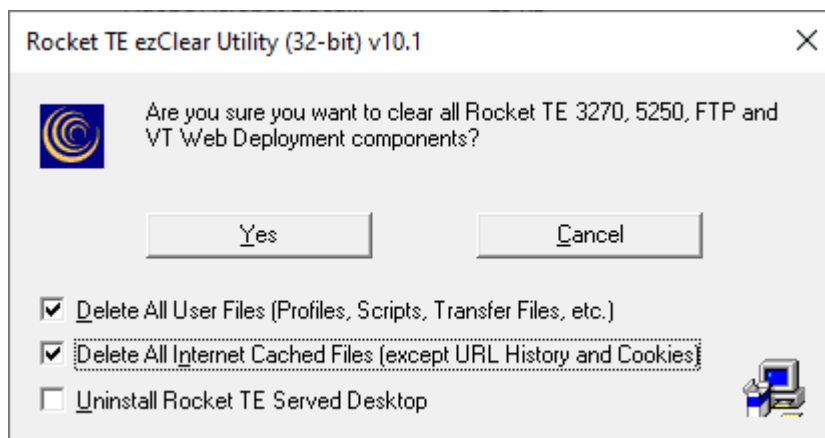 Rocket TE ezClear Utility (32-bit) v10.1
Are you sure you want to clear all Rocket TE 3270, 5250, FTP and
VT Web Deployment components?
Yes
Cancel
Delete All User Files (Profiles, Scripts, Transfer Files, etc.)
Delete All Internet Cached Files (except URL History and Cookies)
Uninstall Rocket TE Served Desktop